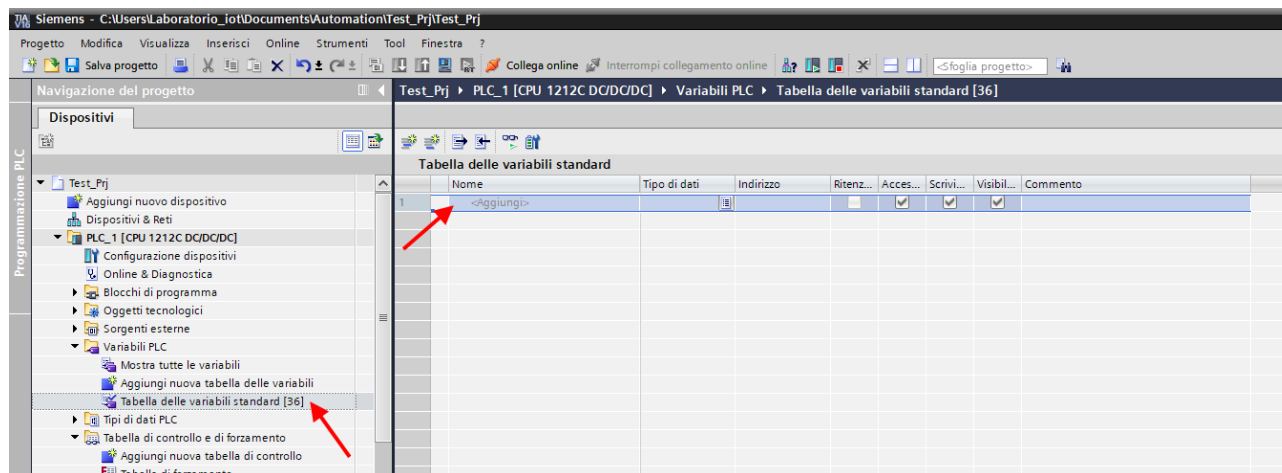 Siemens - C:\Users\Laboratorio_iot\Documents\Automation\Test_Prj\Test_Prj
Progetto Modifica Visualizza Inserisci Online Strumenti Tool Finestra ?
Salva progetto Collega online Interrompi collegamento online <Sfoglia progetto>
Navigazione del progetto
Test_Prj PLC_1 [CPU 1212C DC/DC/DC] Variabili PLC Tabella delle variabili standard [36]
Dispositivi
Programmazione PLC
Tabella delle variabili standard
Nome Tipo di dati Indirizzo Ritenz... Acces... Scrivi... Visibil... Commento
1 <Aggiungi>
Test_Prj
Aggiungi nuovo dispositivo
Dispositivi & Reti
PLC_1 [CPU 1212C DC/DC/DC]
Configurazione dispositivi
Online & Diagnostica
Blocchi di programma
Oggetti tecnologici
Sorgenti esterne
Variabili PLC
Mostra tutte le variabili
Aggiungi nuova tabella delle variabili
Tabella delle variabili standard [36]
Tipi di dati PLC
Tabella di controllo e di forzamento
Aggiungi nuova tabella di controllo